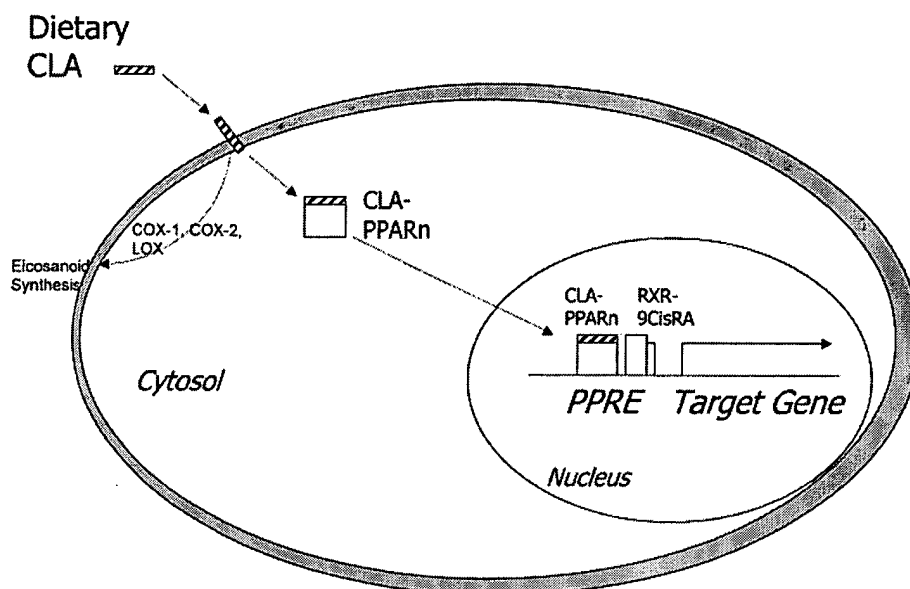 Dietary
CLA
CLA-
PPARn
COX-1, COX-2,
LOX
Eicosanoid
Synthesis
CLA-
PPARn
RXR-
9CisRA
Cytosol
PPRE
Target Gene
Nucleus